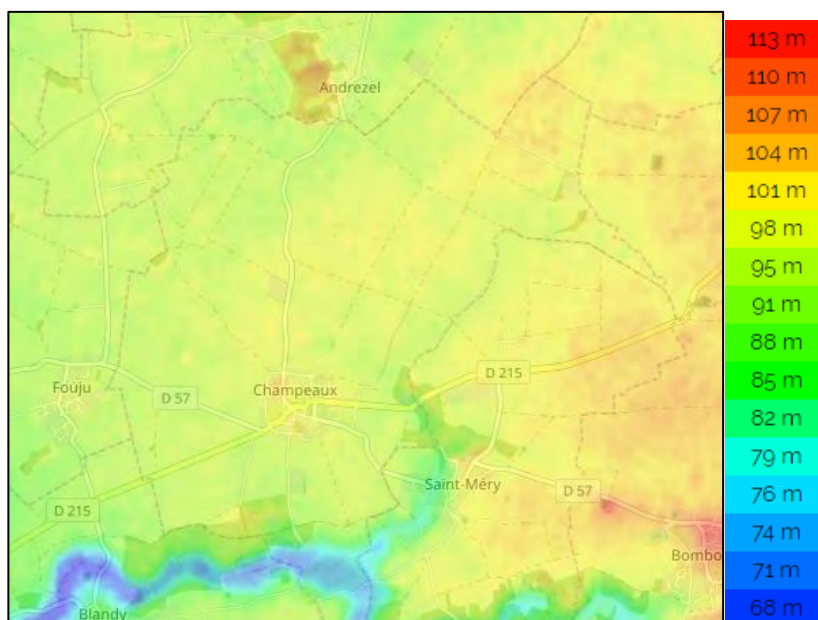 Andrezel
Fouju
D 57
Champeaux
D 215
Saint-Méry
D 57
D 215
Bombo
Blandy
113 m
110 m
107 m
104 m
101 m
98 m
95 m
91 m
88 m
85 m
82 m
79 m
76 m
74 m
71 m
68 m